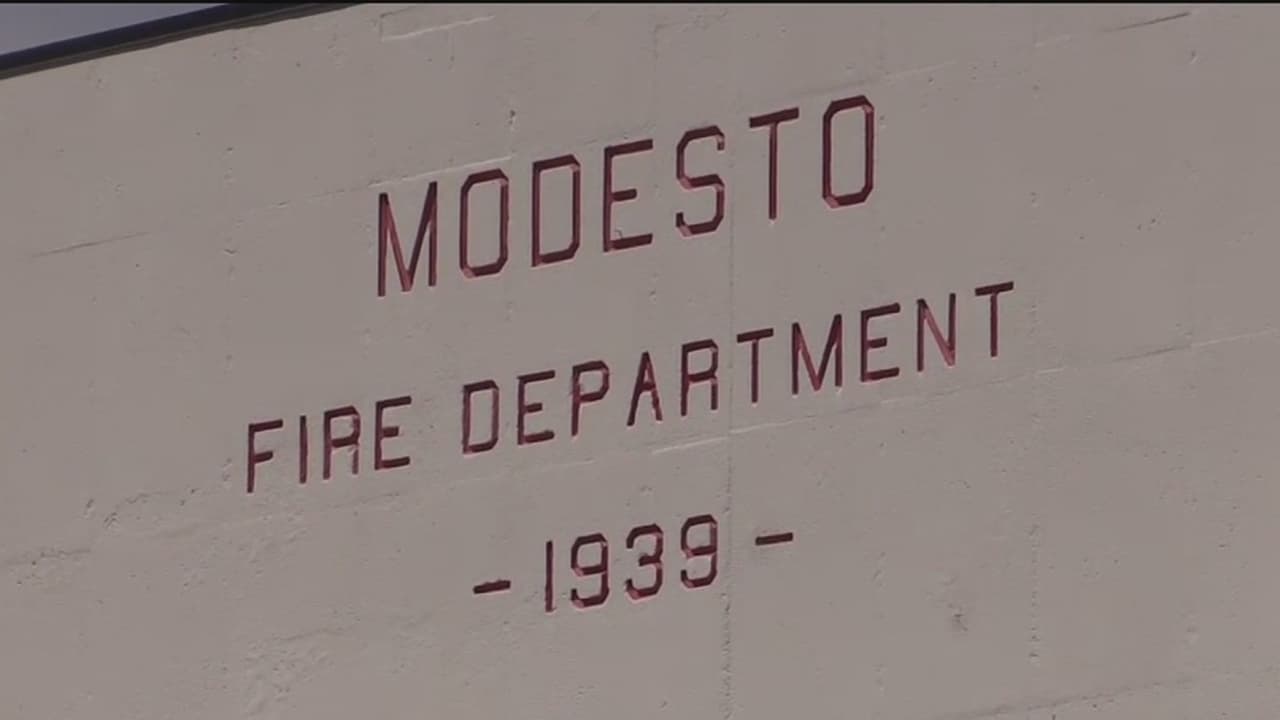 MODESTO
FIRE DEPARTMENT
- 1939 -